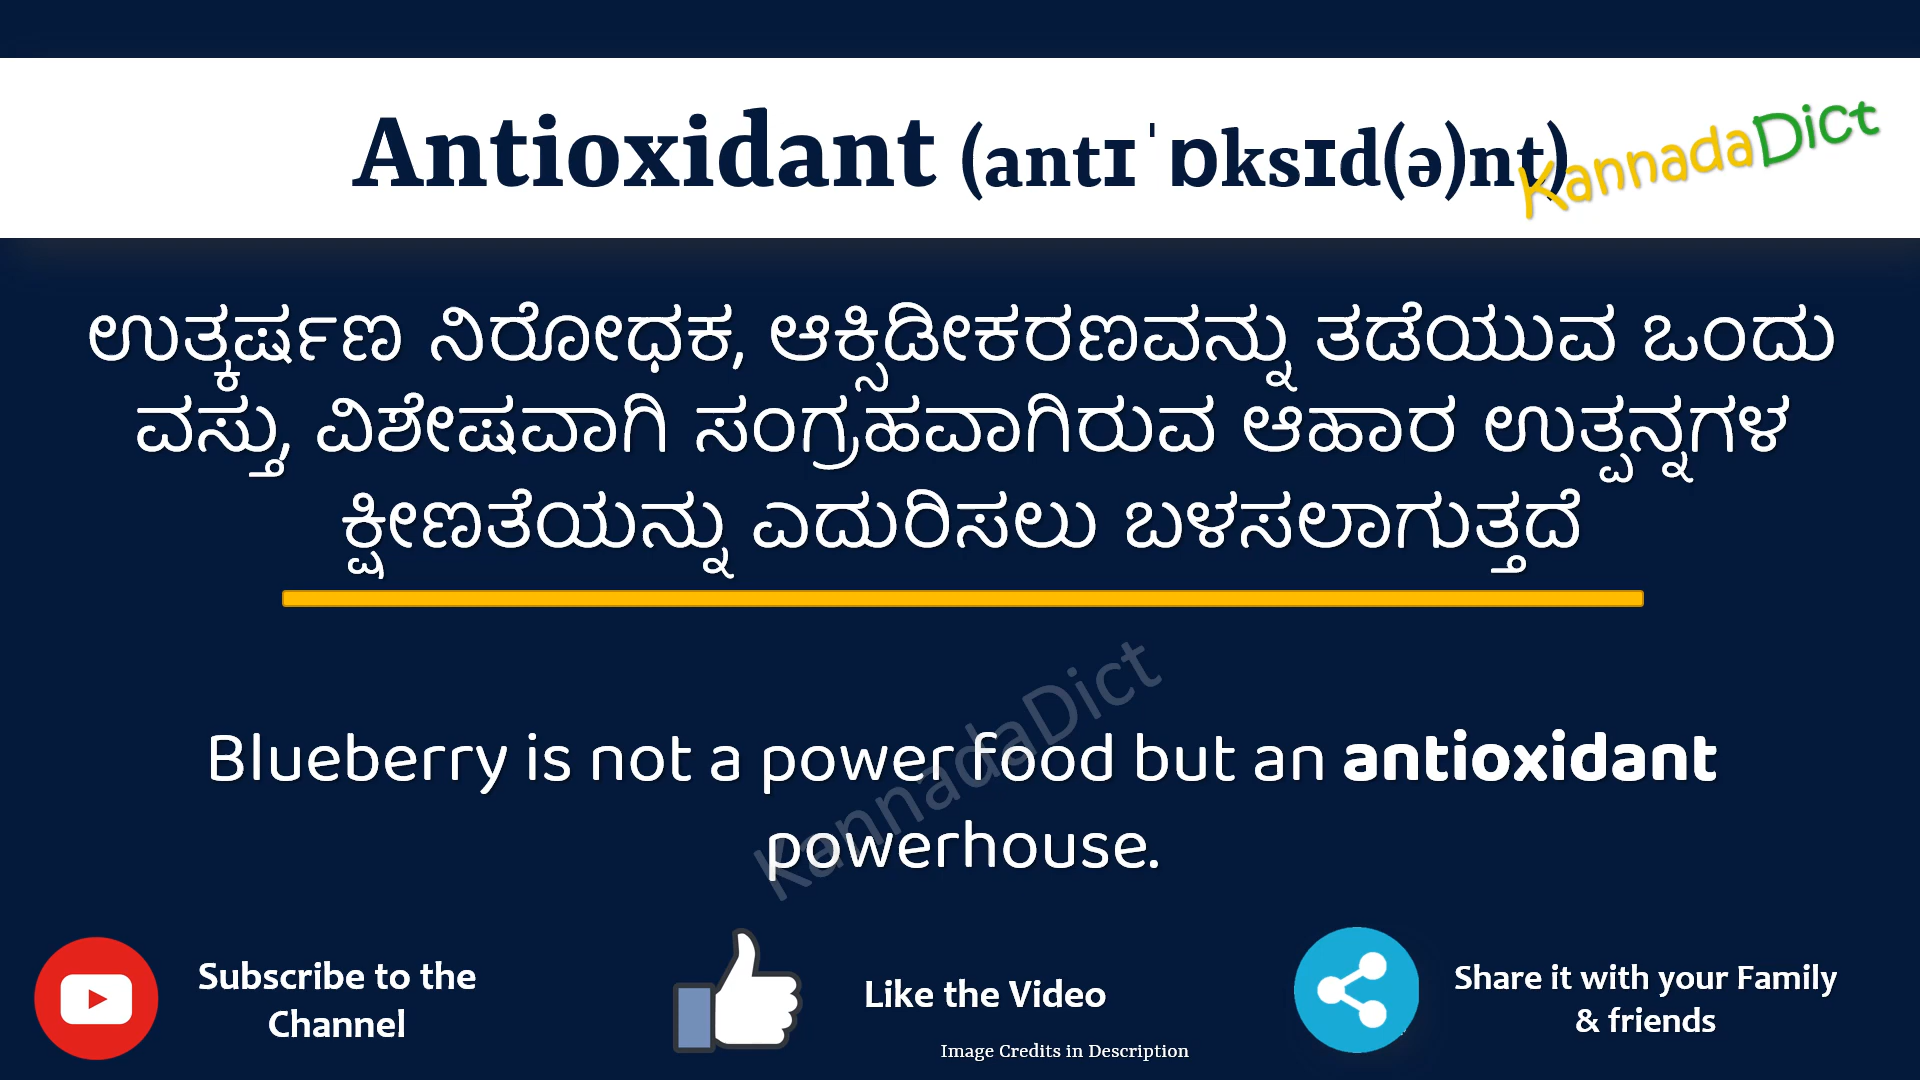 Antioxidant (antɪˈɒksɪd(ə)nt)
KannadaDict
ಉತ್ಕರ್ಷಣ ನಿರೋಧಕ, ಆಕ್ಸಿಡೀಕರಣವನ್ನು ತಡೆಯುವ ಒಂದು
ವಸ್ತು, ವಿಶೇಷವಾಗಿ ಸಂಗ್ರಹವಾಗಿರುವ ಆಹಾರ ಉತ್ಪನ್ನಗಳ
ಕ್ಷೀಣತೆಯನ್ನು ಎದುರಿಸಲು ಬಳಸಲಾಗುತ್ತದೆ
KannadaDict
Blueberry is not a power food but an antioxidant
powerhouse.
Subscribe to the
Channel
Like the Video
Share it with your Family
& friends
Image Credits in Description